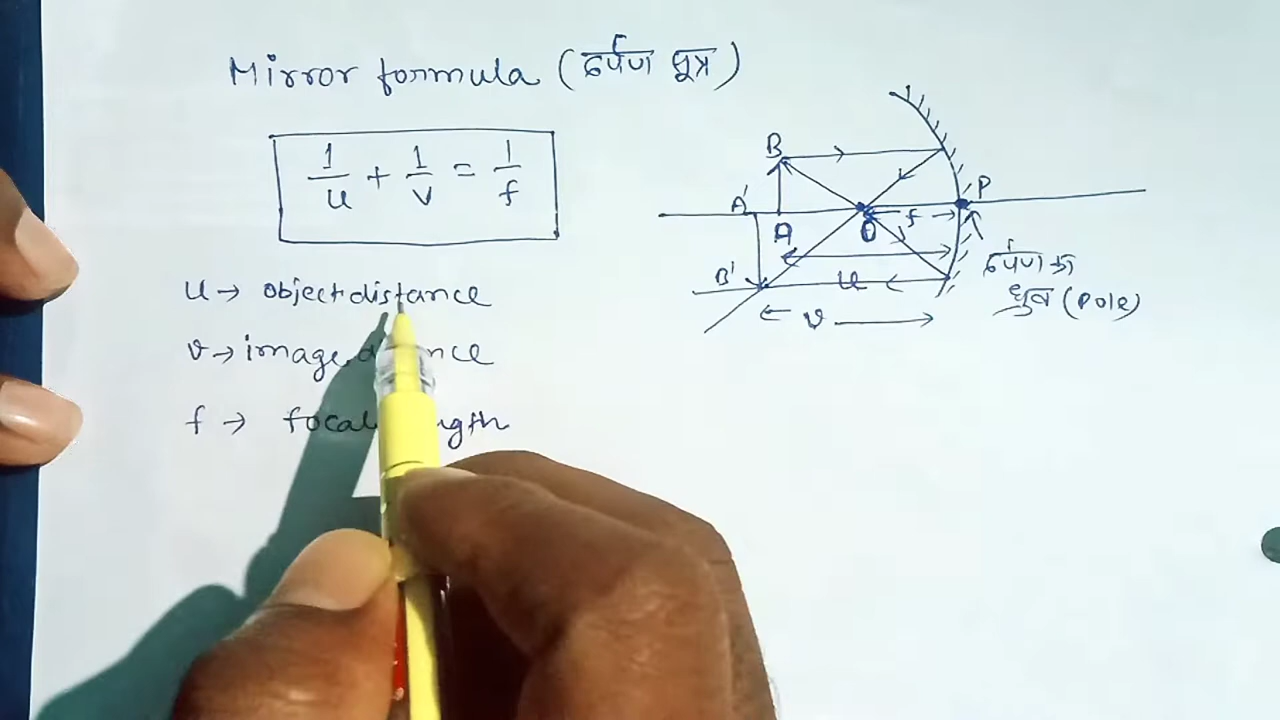 Mirror formula (दर्पण सूत्र)
1/u + 1/v = 1/f
u → object distance
v → image
f → focal
B
A'
A
B'
P
f
u
v
दर्पण का
ध्रुव (Pole)